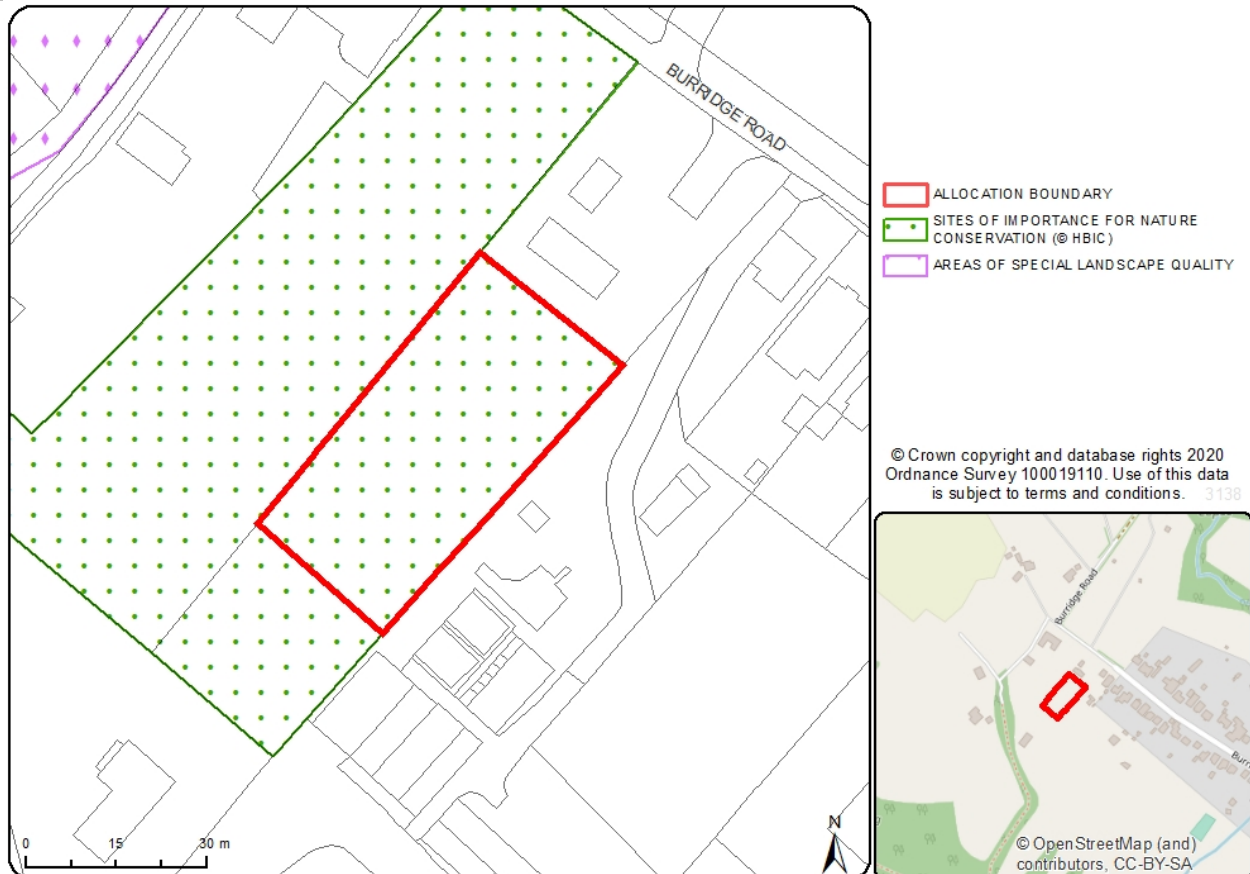 BURRIDGE ROAD
ALLOCATION BOUNDARY
SITES OF IMPORTANCE FOR NATURE
CONSERVATION (© HBIC)
AREAS OF SPECIAL LANDSCAPE QUALITY
© Crown copyright and database rights 2020
Ordnance Survey 100019110. Use of this data
is subject to terms and conditions. 3138
0 15 30 m
N
Burridge Road
Burr
© OpenStreetMap (and)
contributors, CC-BY-SA